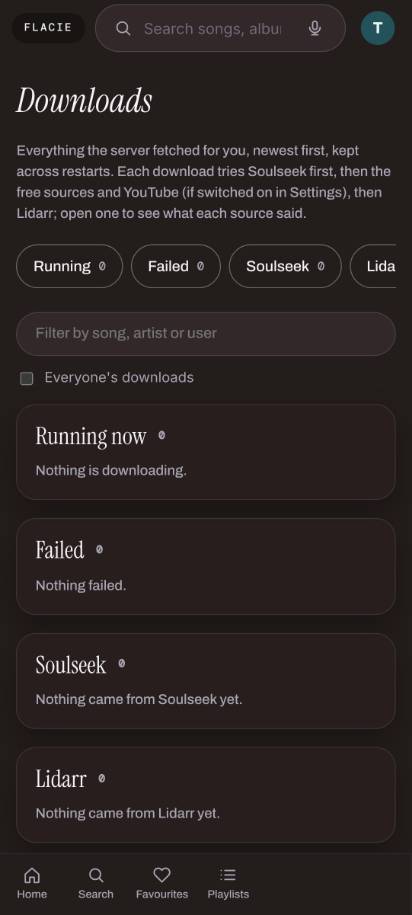 FLACIE
Search songs, albu
T
Downloads
Everything the server fetched for you, newest first, kept
across restarts. Each download tries Soulseek first, then the
free sources and YouTube (if switched on in Settings), then
Lidarr; open one to see what each source said.
Running 0
Failed 0
Soulseek 0
Lida
Filter by song, artist or user
Everyone's downloads
Running now 0
Nothing is downloading.
Failed 0
Nothing failed.
Soulseek 0
Nothing came from Soulseek yet.
Lidarr 0
Nothing came from Lidarr yet.
Home
Search
Favourites
Playlists